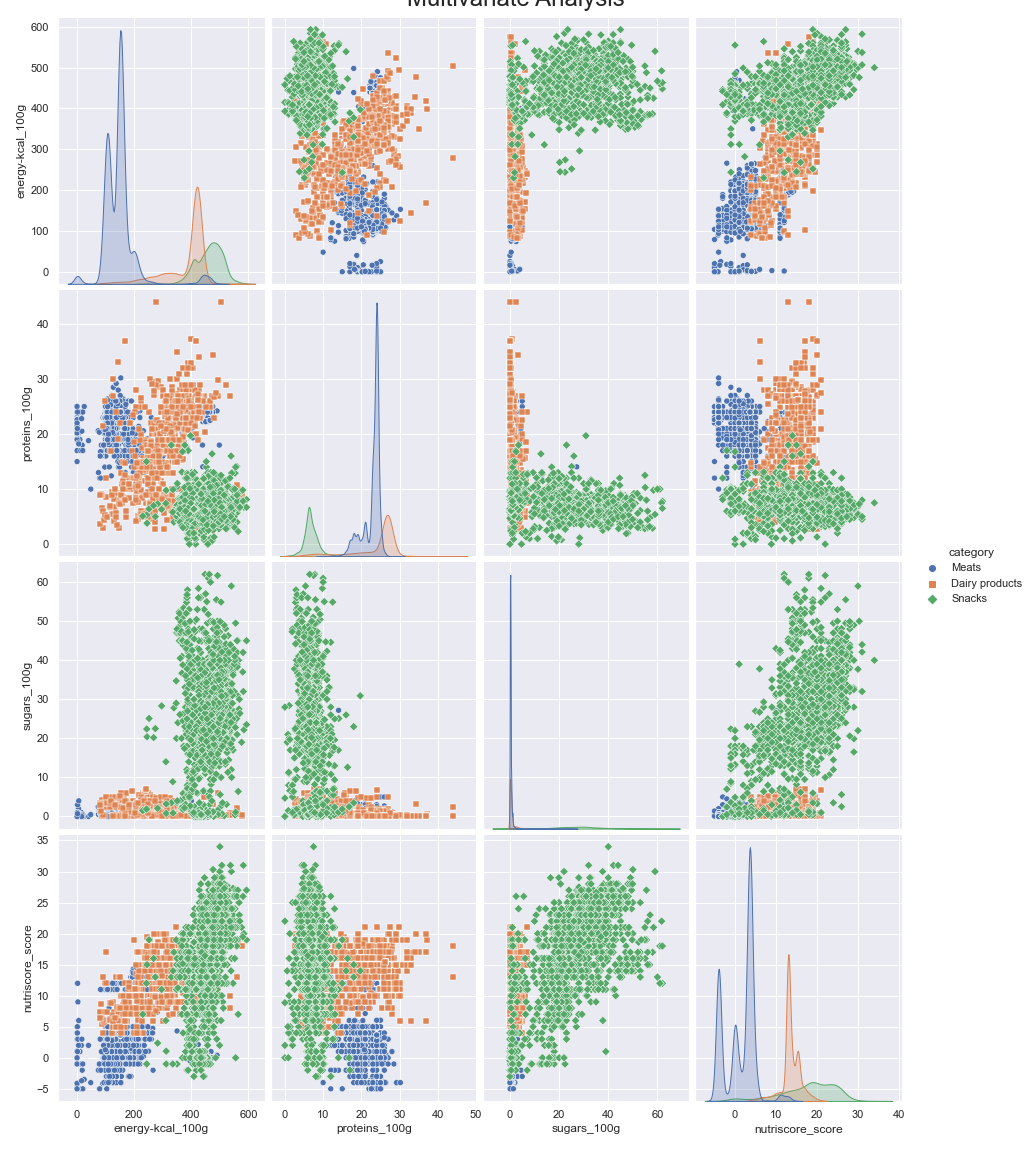 Multivariate Analysis
600
500
400
300
200
100
0
energy-kcal_100g
40
30
20
10
0
proteins_100g
60
50
40
30
20
10
0
sugars_100g
35
30
25
20
15
10
5
0
−5
nutriscore_score
0 200 400 600
energy-kcal_100g
0 10 20 30 40 50
proteins_100g
0 20 40 60
sugars_100g
0 10 20 30 40
nutriscore_score
category
Meats
Dairy products
Snacks